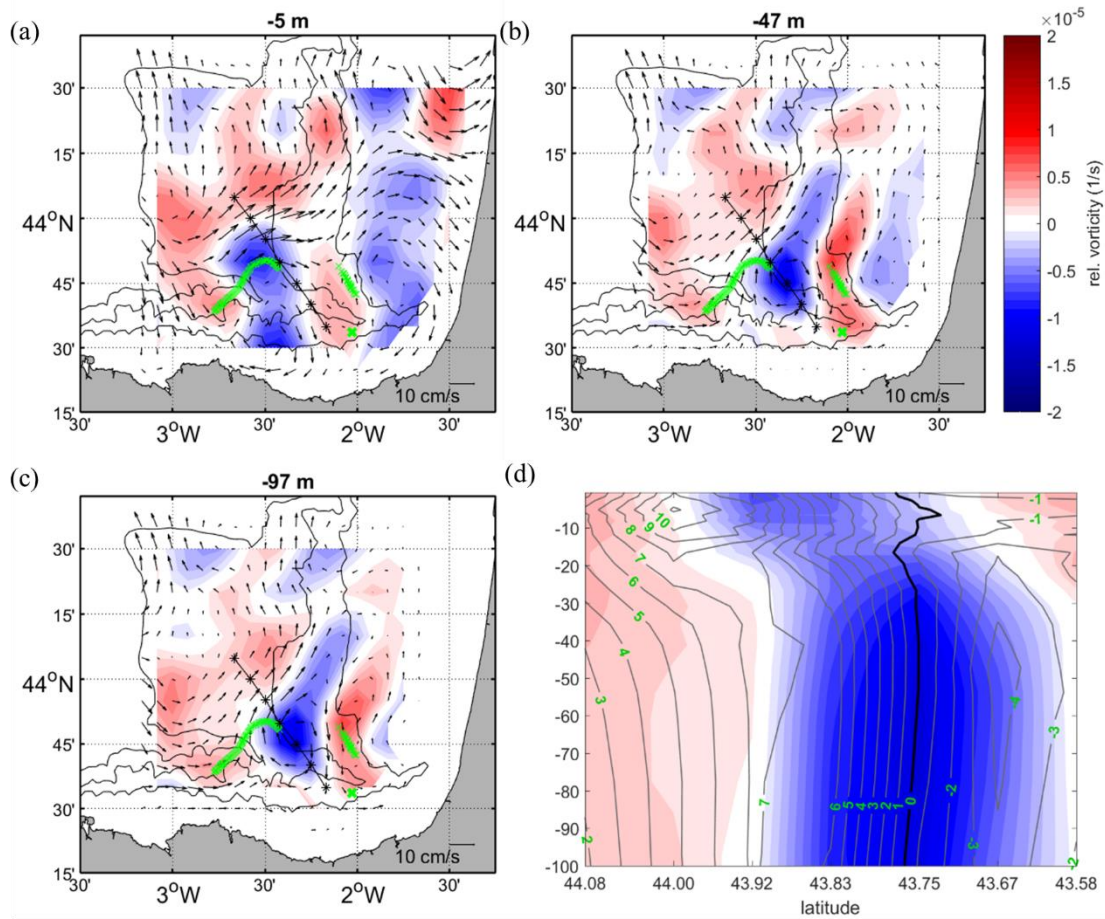 (a)
-5 m
30'
15'
44°N
45'
30'
15'
30'
3°W
30'
2°W
30'
10 cm/s
(b)
-47 m
30'
15'
44°N
45'
30'
15'
30'
3°W
30'
2°W
30'
10 cm/s
×10⁻⁵
2
1.5
1
0.5
0
-0.5
-1
-1.5
-2
rel. vorticity (1/s)
(c)
-97 m
30'
15'
44°N
45'
30'
15'
30'
3°W
30'
2°W
30'
10 cm/s
(d)
-10
-20
-30
-40
-50
-60
-70
-80
-90
-100
8 9 10
7
6
5
4
3
2
7
6 5 4 3 2 1 0
-1
-1
-4
-3
-2
-3
-2
44.08 44.00 43.92 43.83 43.75 43.67 43.58
latitude